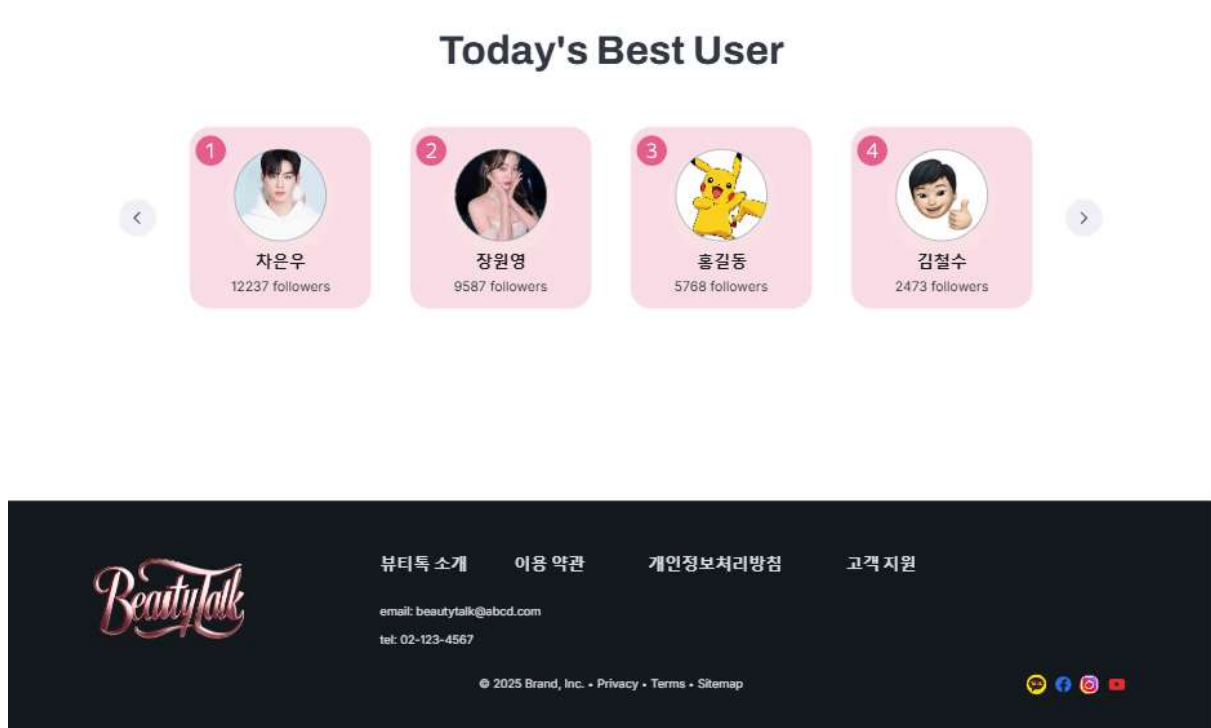 Today's Best User
1
2
3
4
차은우
장원영
홍길동
김철수
12237 followers
9587 followers
5768 followers
2473 followers
BeautyTalk
뷰티톡 소개 이용 약관 개인정보처리방침 고객 지원
email: beautytalk@abcd.com
tel: 02-123-4567
© 2025 Brand, Inc. • Privacy • Terms • Sitemap